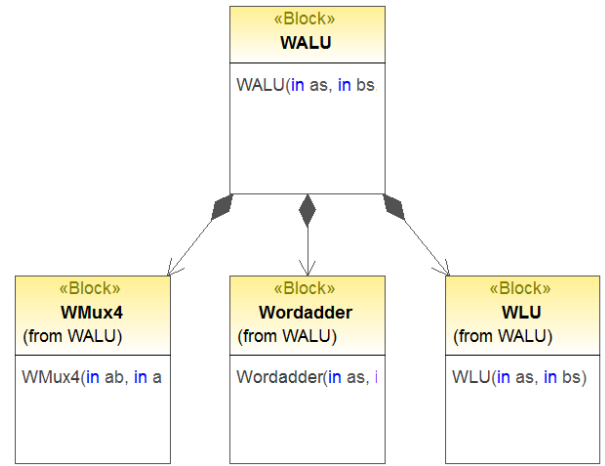 «Block»
WALU
WALU(in as, in bs
«Block»
WMux4
(from WALU)
WMux4(in ab, in a
«Block»
Wordadder
(from WALU)
Wordadder(in as, i
«Block»
WLU
(from WALU)
WLU(in as, in bs)